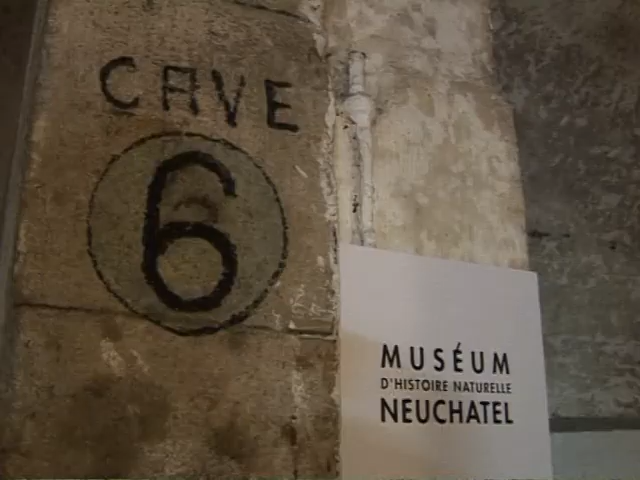 CAVE
6
MUSÉUM
D'HISTOIRE NATURELLE
NEUCHATEL